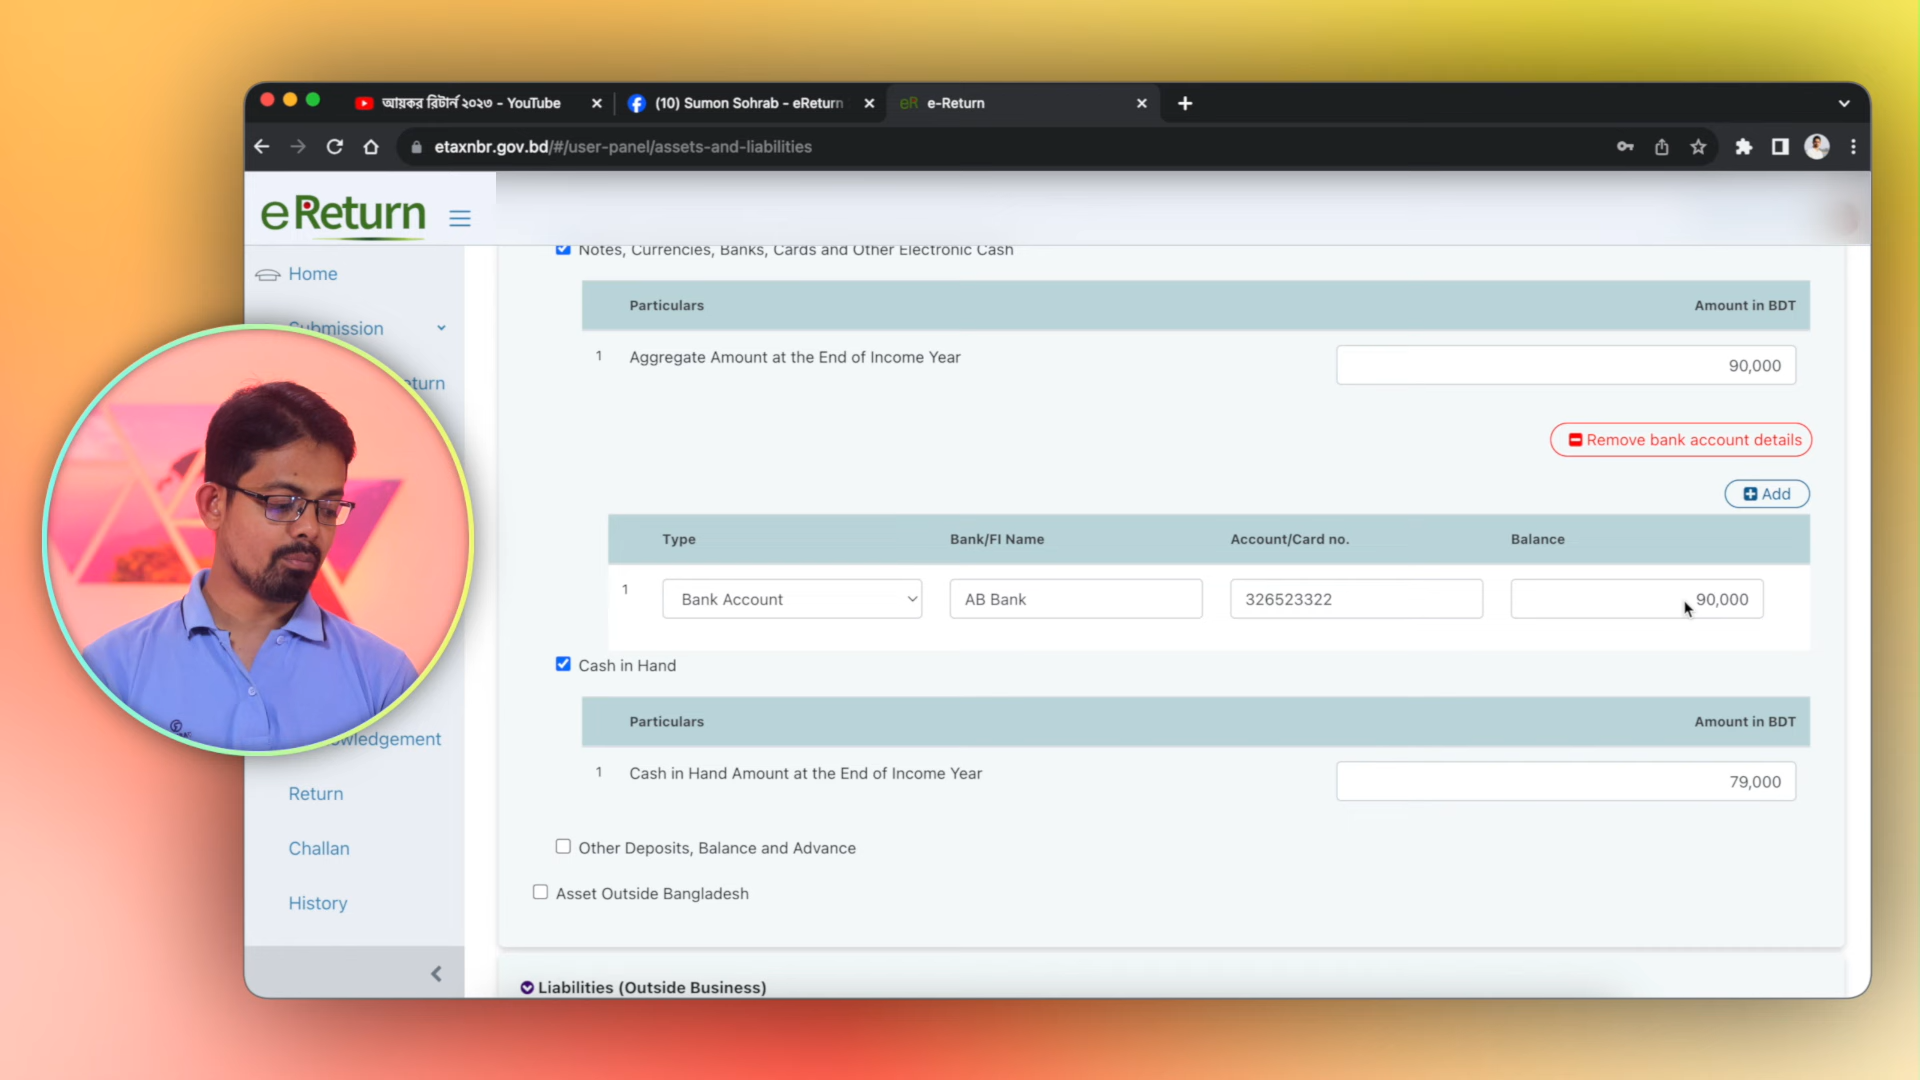 আয়কর রিটার্ন ২০২৩ - YouTube
(10) Sumon Sohrab - eReturn
eR e-Return
etaxnbr.gov.bd/#/user-panel/assets-and-liabilities
eReturn
Home
Submission
eturn
wledgement
Return
Challan
History
Notes, Currencies, Banks, Cards and Other Electronic Cash
Particulars Amount in BDT
1 Aggregate Amount at the End of Income Year 90,000
Remove bank account details
Add
Type Bank/FI Name Account/Card no. Balance
1 Bank Account AB Bank 326523322 90,000
Cash in Hand
Particulars Amount in BDT
1 Cash in Hand Amount at the End of Income Year 79,000
Other Deposits, Balance and Advance
Asset Outside Bangladesh
Liabilities (Outside Business)